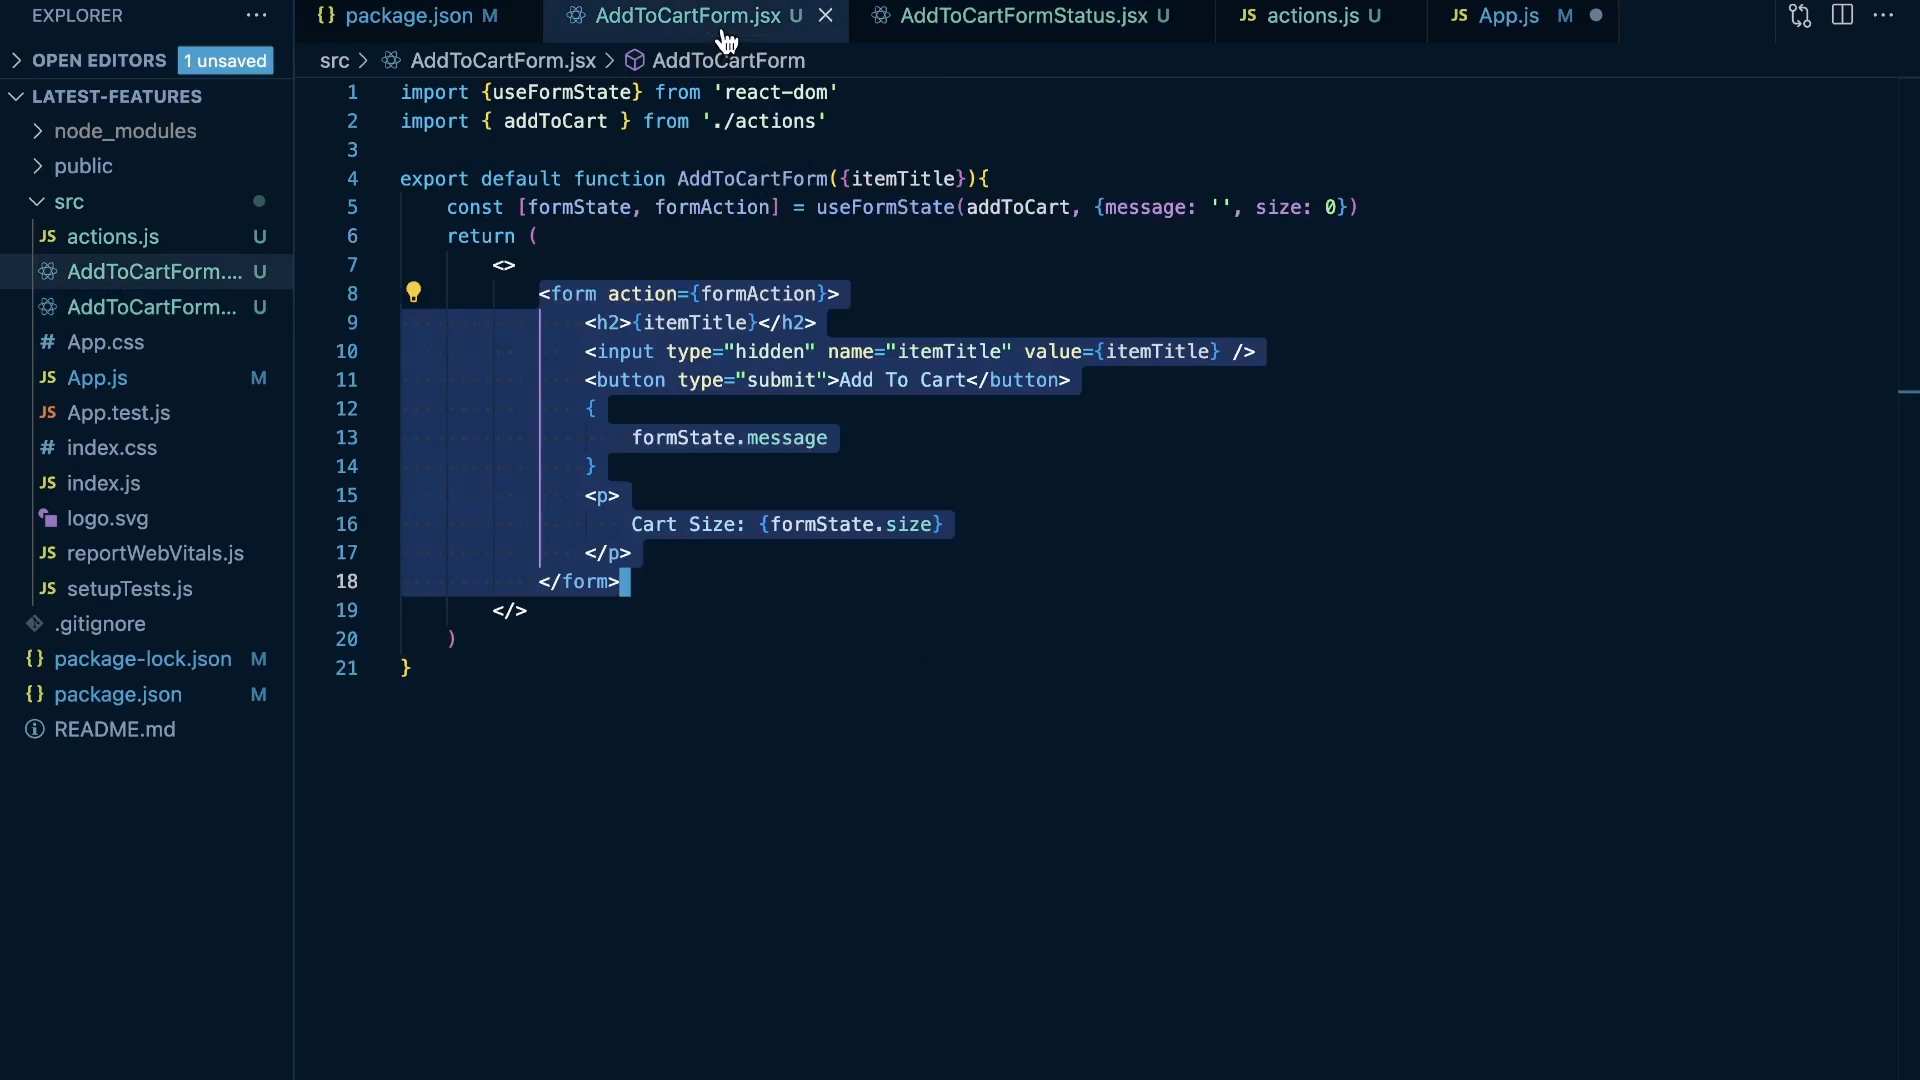 EXPLORER
OPEN EDITORS 1 unsaved
LATEST-FEATURES
node_modules
public
src
JS actions.js U
AddToCartForm.... U
AddToCartForm... U
# App.css
JS App.js M
JS App.test.js
# index.css
JS index.js
logo.svg
JS reportWebVitals.js
JS setupTests.js
.gitignore
{} package-lock.json M
{} package.json M
README.md
{} package.json M
AddToCartForm.jsx U
AddToCartFormStatus.jsx U
JS actions.js U
JS App.js M
src > AddToCartForm.jsx > AddToCartForm
1 import {useFormState} from 'react-dom'
2 import { addToCart } from './actions'
3
4 export default function AddToCartForm({itemTitle}){
5 const [formState, formAction] = useFormState(addToCart, {message: '', size: 0})
6 return (
7 <>
8 <form action={formAction}>
9 <h2>{itemTitle}</h2>
10 <input type="hidden" name="itemTitle" value={itemTitle} />
11 <button type="submit">Add To Cart</button>
12 {
13 formState.message
14 }
15 <p>
16 Cart Size: {formState.size}
17 </p>
18 </form>
19 </>
20 )
21 }